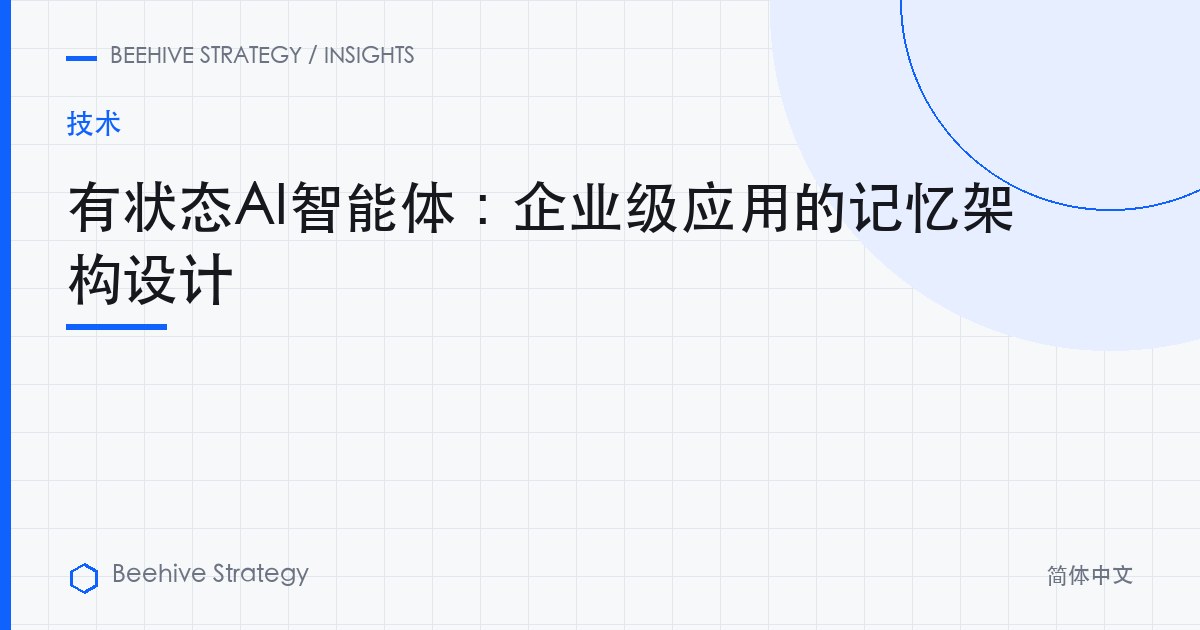 BEEHIVE STRATEGY / INSIGHTS
技术
有状态AI智能体：企业级应用的记忆架
构设计
Beehive Strategy
简体中文